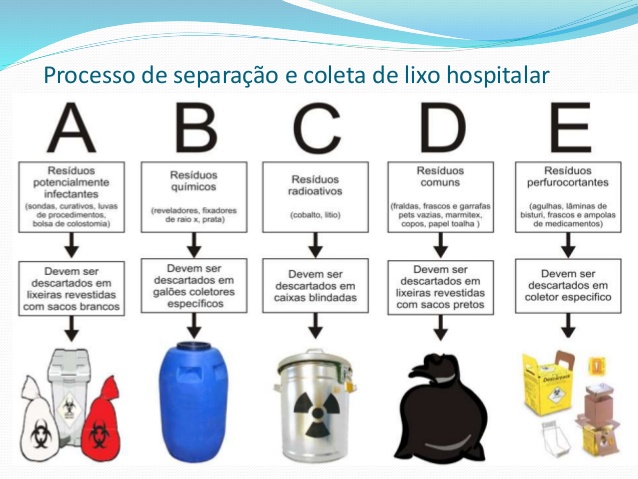 Processo de separação e coleta de lixo hospitalar
A
B
C
D
E
Resíduos
potencialmente
infectantes
(sondas, curativos, luvas
de procedimentos,
bolsa de colostomia)
Resíduos
químicos
(reveladores, fixadores
de raio x, prata)
Resíduos
radioativos
(cobalto, lítio)
Resíduos
comuns
(fraldas, frascos e garrafas
pets vazias, marmitex,
copos, papel toalha )
Resíduos
perfurocortantes
(agulhas, lâminas de
bisturi, frascos e ampolas
de medicamentos)
Devem ser
descartados em
lixeiras revestidas
com sacos brancos
Devem ser
descartados em
galões coletores
específicos
Devem ser
descartados em
caixas blindadas
Devem ser
descartados em
lixeiras revestidas
com sacos pretos
Devem ser
descartados em
coletor especifico